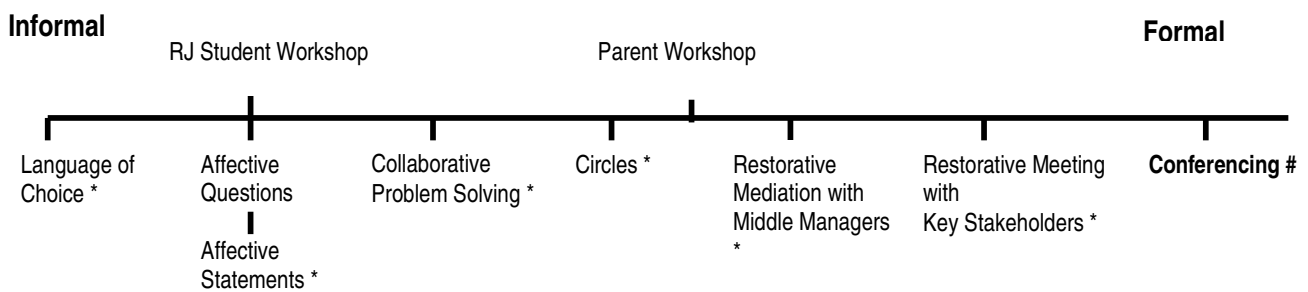 Informal
Formal
RJ Student Workshop
Parent Workshop
Language of
Choice *
Affective
Questions
Affective
Statements *
Collaborative
Problem Solving *
Circles *
Restorative
Mediation with
Middle Managers
*
Restorative Meeting
with
Key Stakeholders *
Conferencing #